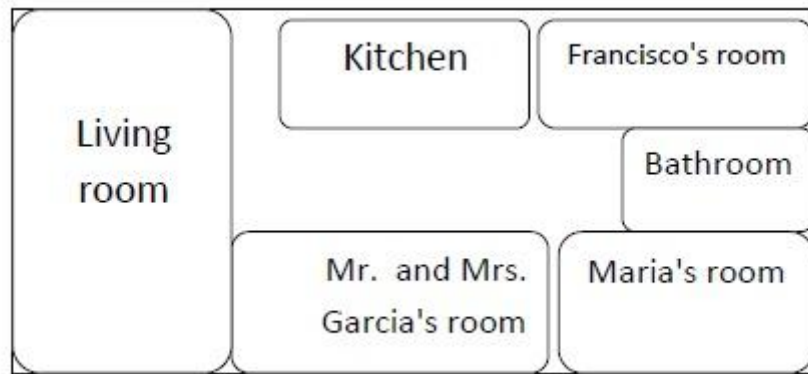 Living
room
Kitchen
Francisco's room
Bathroom
Mr. and Mrs.
Garcia's room
Maria's room